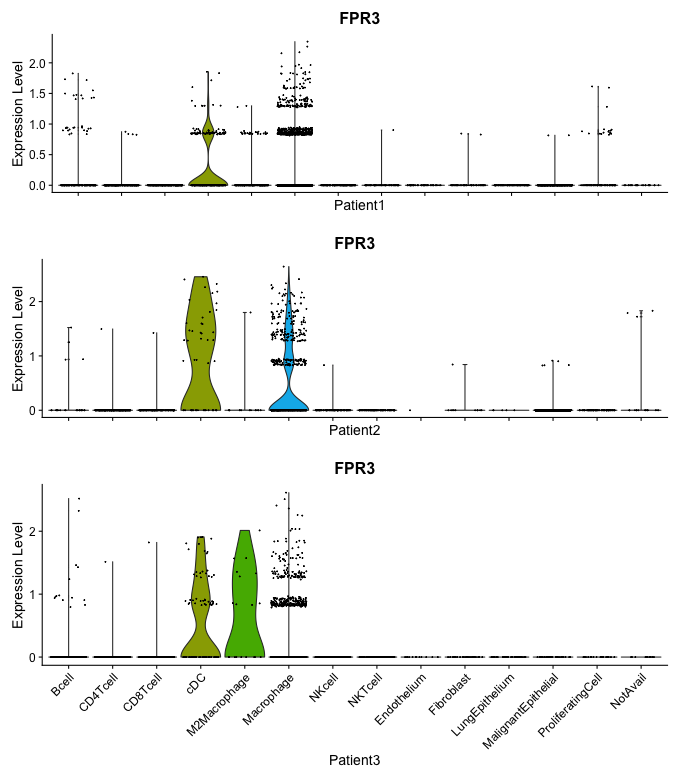 FPR3
Expression Level
2.0
1.5
1.0
0.5
0.0
Patient1
FPR3
Expression Level
2
1
0
Patient2
FPR3
Expression Level
2
1
0
Bcell
CD4Tcell
CD8Tcell
cDC
M2Macrophage
Macrophage
NKcell
NKTcell
Endothelium
Fibroblast
LungEpithelium
MalignantEpithelial
ProliferatingCell
NotAvail
Patient3